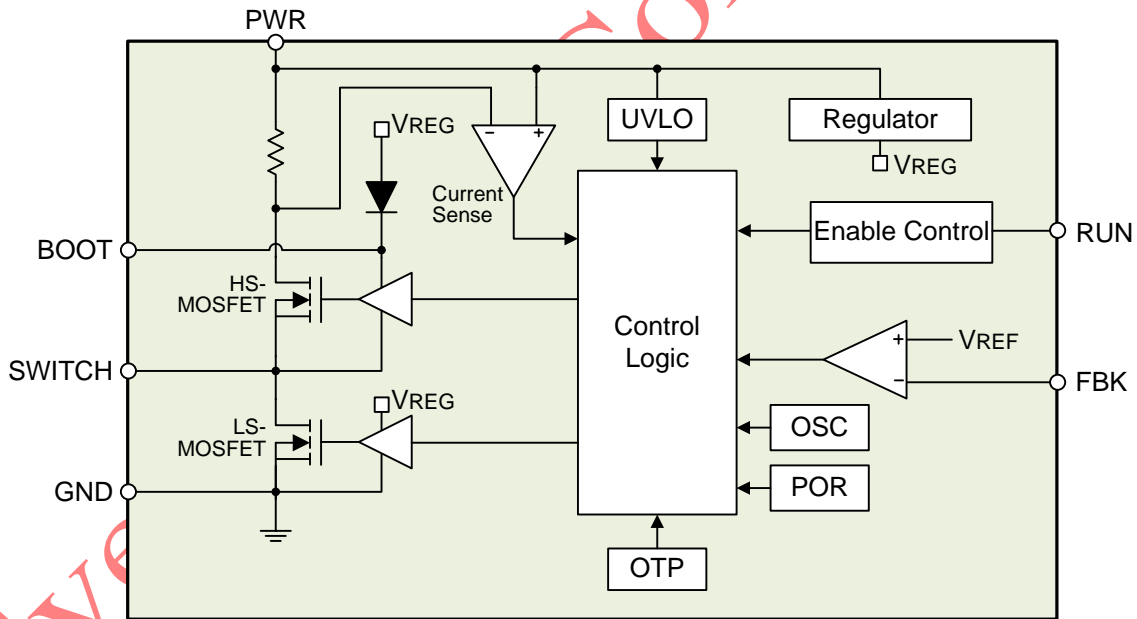 PWR
UVLO
Regulator
VREG
VREG
Current
Sense
BOOT
Enable Control
RUN
HS-
MOSFET
Control
Logic
VREF
SWITCH
FBK
VREG
LS-
MOSFET
OSC
GND
POR
OTP